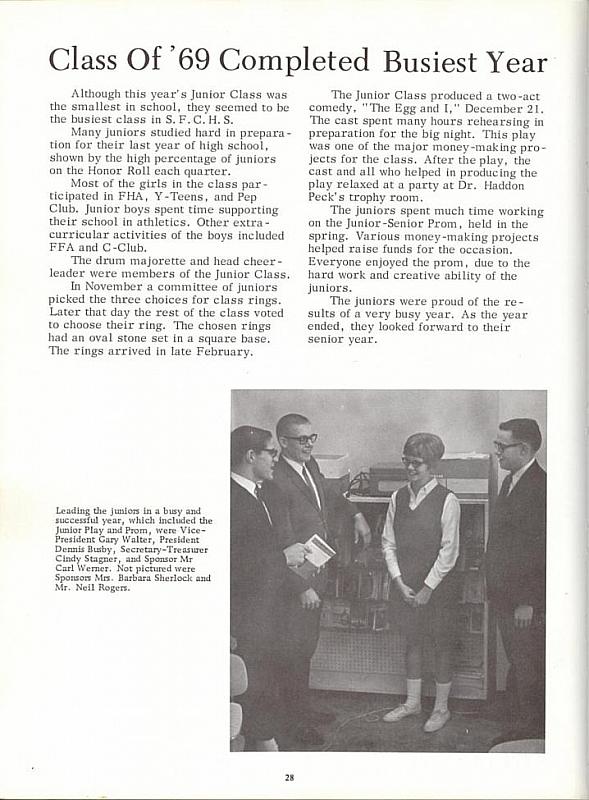 Class Of '69 Completed Busiest Year
Although this year's Junior Class was
the smallest in school, they seemed to be
the busiest class in S. F. C. H. S.
Many juniors studied hard in prepara-
tion for their last year of high school,
shown by the high percentage of juniors
on the Honor Roll each quarter.
Most of the girls in the class par-
ticipated in FHA, Y-Teens, and Pep
Club. Junior boys spent time supporting
their school in athletics. Other extra-
curricular activities of the boys included
FFA and C-Club.
The drum majorette and head cheer-
leader were members of the Junior Class.
In November a committee of juniors
picked the three choices for class rings.
Later that day the rest of the class voted
to choose their ring. The chosen rings
had an oval stone set in a square base.
The rings arrived in late February.
The Junior Class produced a two-act
comedy, "The Egg and I," December 21.
The cast spent many hours rehearsing in
preparation for the big night. This play
was one of the major money-making pro-
jects for the class. After the play, the
cast and all who helped in producing the
play relaxed at a party at Dr. Haddon
Peck's trophy room.
The juniors spent much time working
on the Junior-Senior Prom, held in the
spring. Various money-making projects
helped raise funds for the occasion.
Everyone enjoyed the prom, due to the
hard work and creative ability of the
juniors.
The juniors were proud of the re-
sults of a very busy year. As the year
ended, they looked forward to their
senior year.
Leading the juniors in a busy and
successful year, which included the
Junior Play and Prom, were Vice-
President Gary Walter, President
Dennis Busby, Secretary-Treasurer
Cindy Stagner, and Sponsor Mr
Carl Werner. Not pictured were
Sponsors Mrs. Barbara Sherlock and
Mr. Neil Rogers.
28